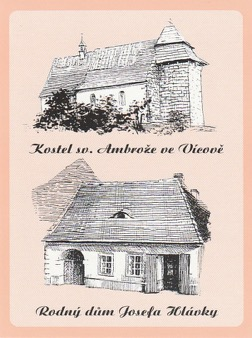 Kostel sv. Ambrože ve Vícově
Rodný dům Josefa Hlávky